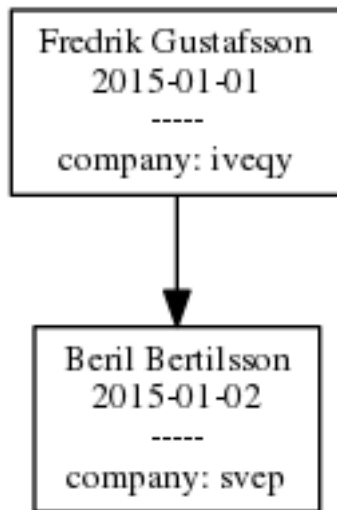 Fredrik Gustafsson
2015-01-01
-----
company: iveqy
Beril Bertilsson
2015-01-02
-----
company: svep